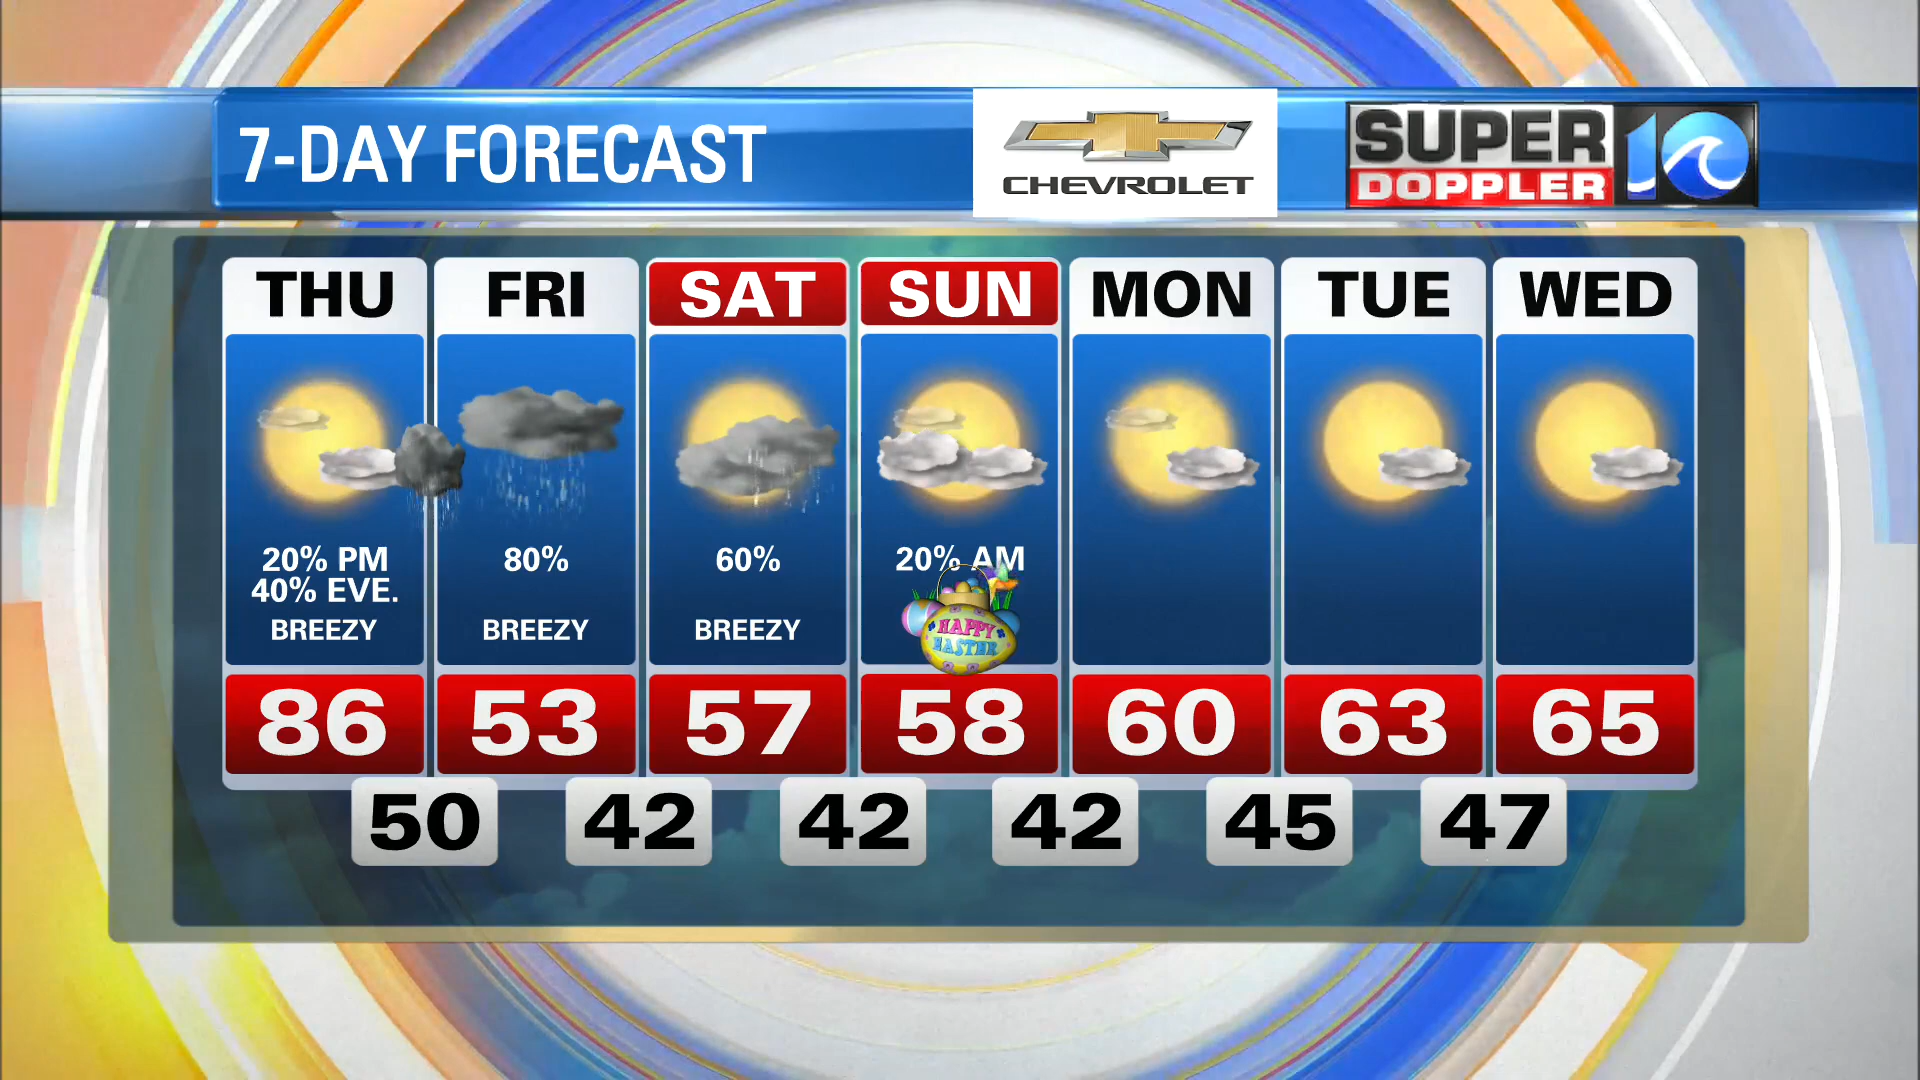 7-DAY FORECAST
CHEVROLET
SUPER
DOPPLER
10
THU
FRI
SAT
SUN
MON
TUE
WED
20% PM
40% EVE.
BREEZY
80%
BREEZY
60%
BREEZY
20% AM
HAPPY
EASTER
86
53
57
58
60
63
65
50
42
42
42
45
47